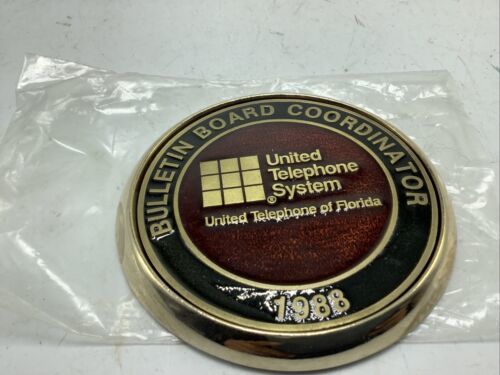 BULLETIN BOARD COORDINATOR
United
Telephone
System
®
United Telephone of Florida
1988